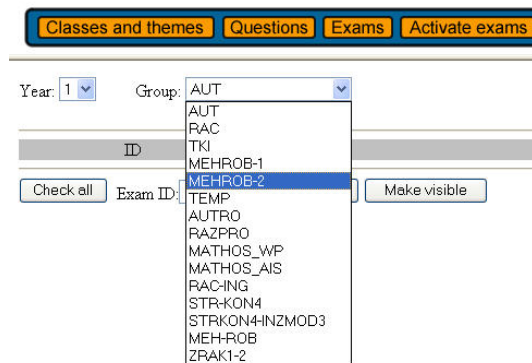 Classes and themes Questions Exams Activate exams
Year: 1 Group: AUT
AUT
RAC
TKI
ID
MEHROB-1
MEHROB-2
Check all Exam ID: Make visible
TEMP
AUTRO
RAZPRO
MATHOS_WP
MATHOS_AIS
RAC-ING
STR-KON4
STRKON4-INZMOD3
MEH-ROB
ZRAK1-2